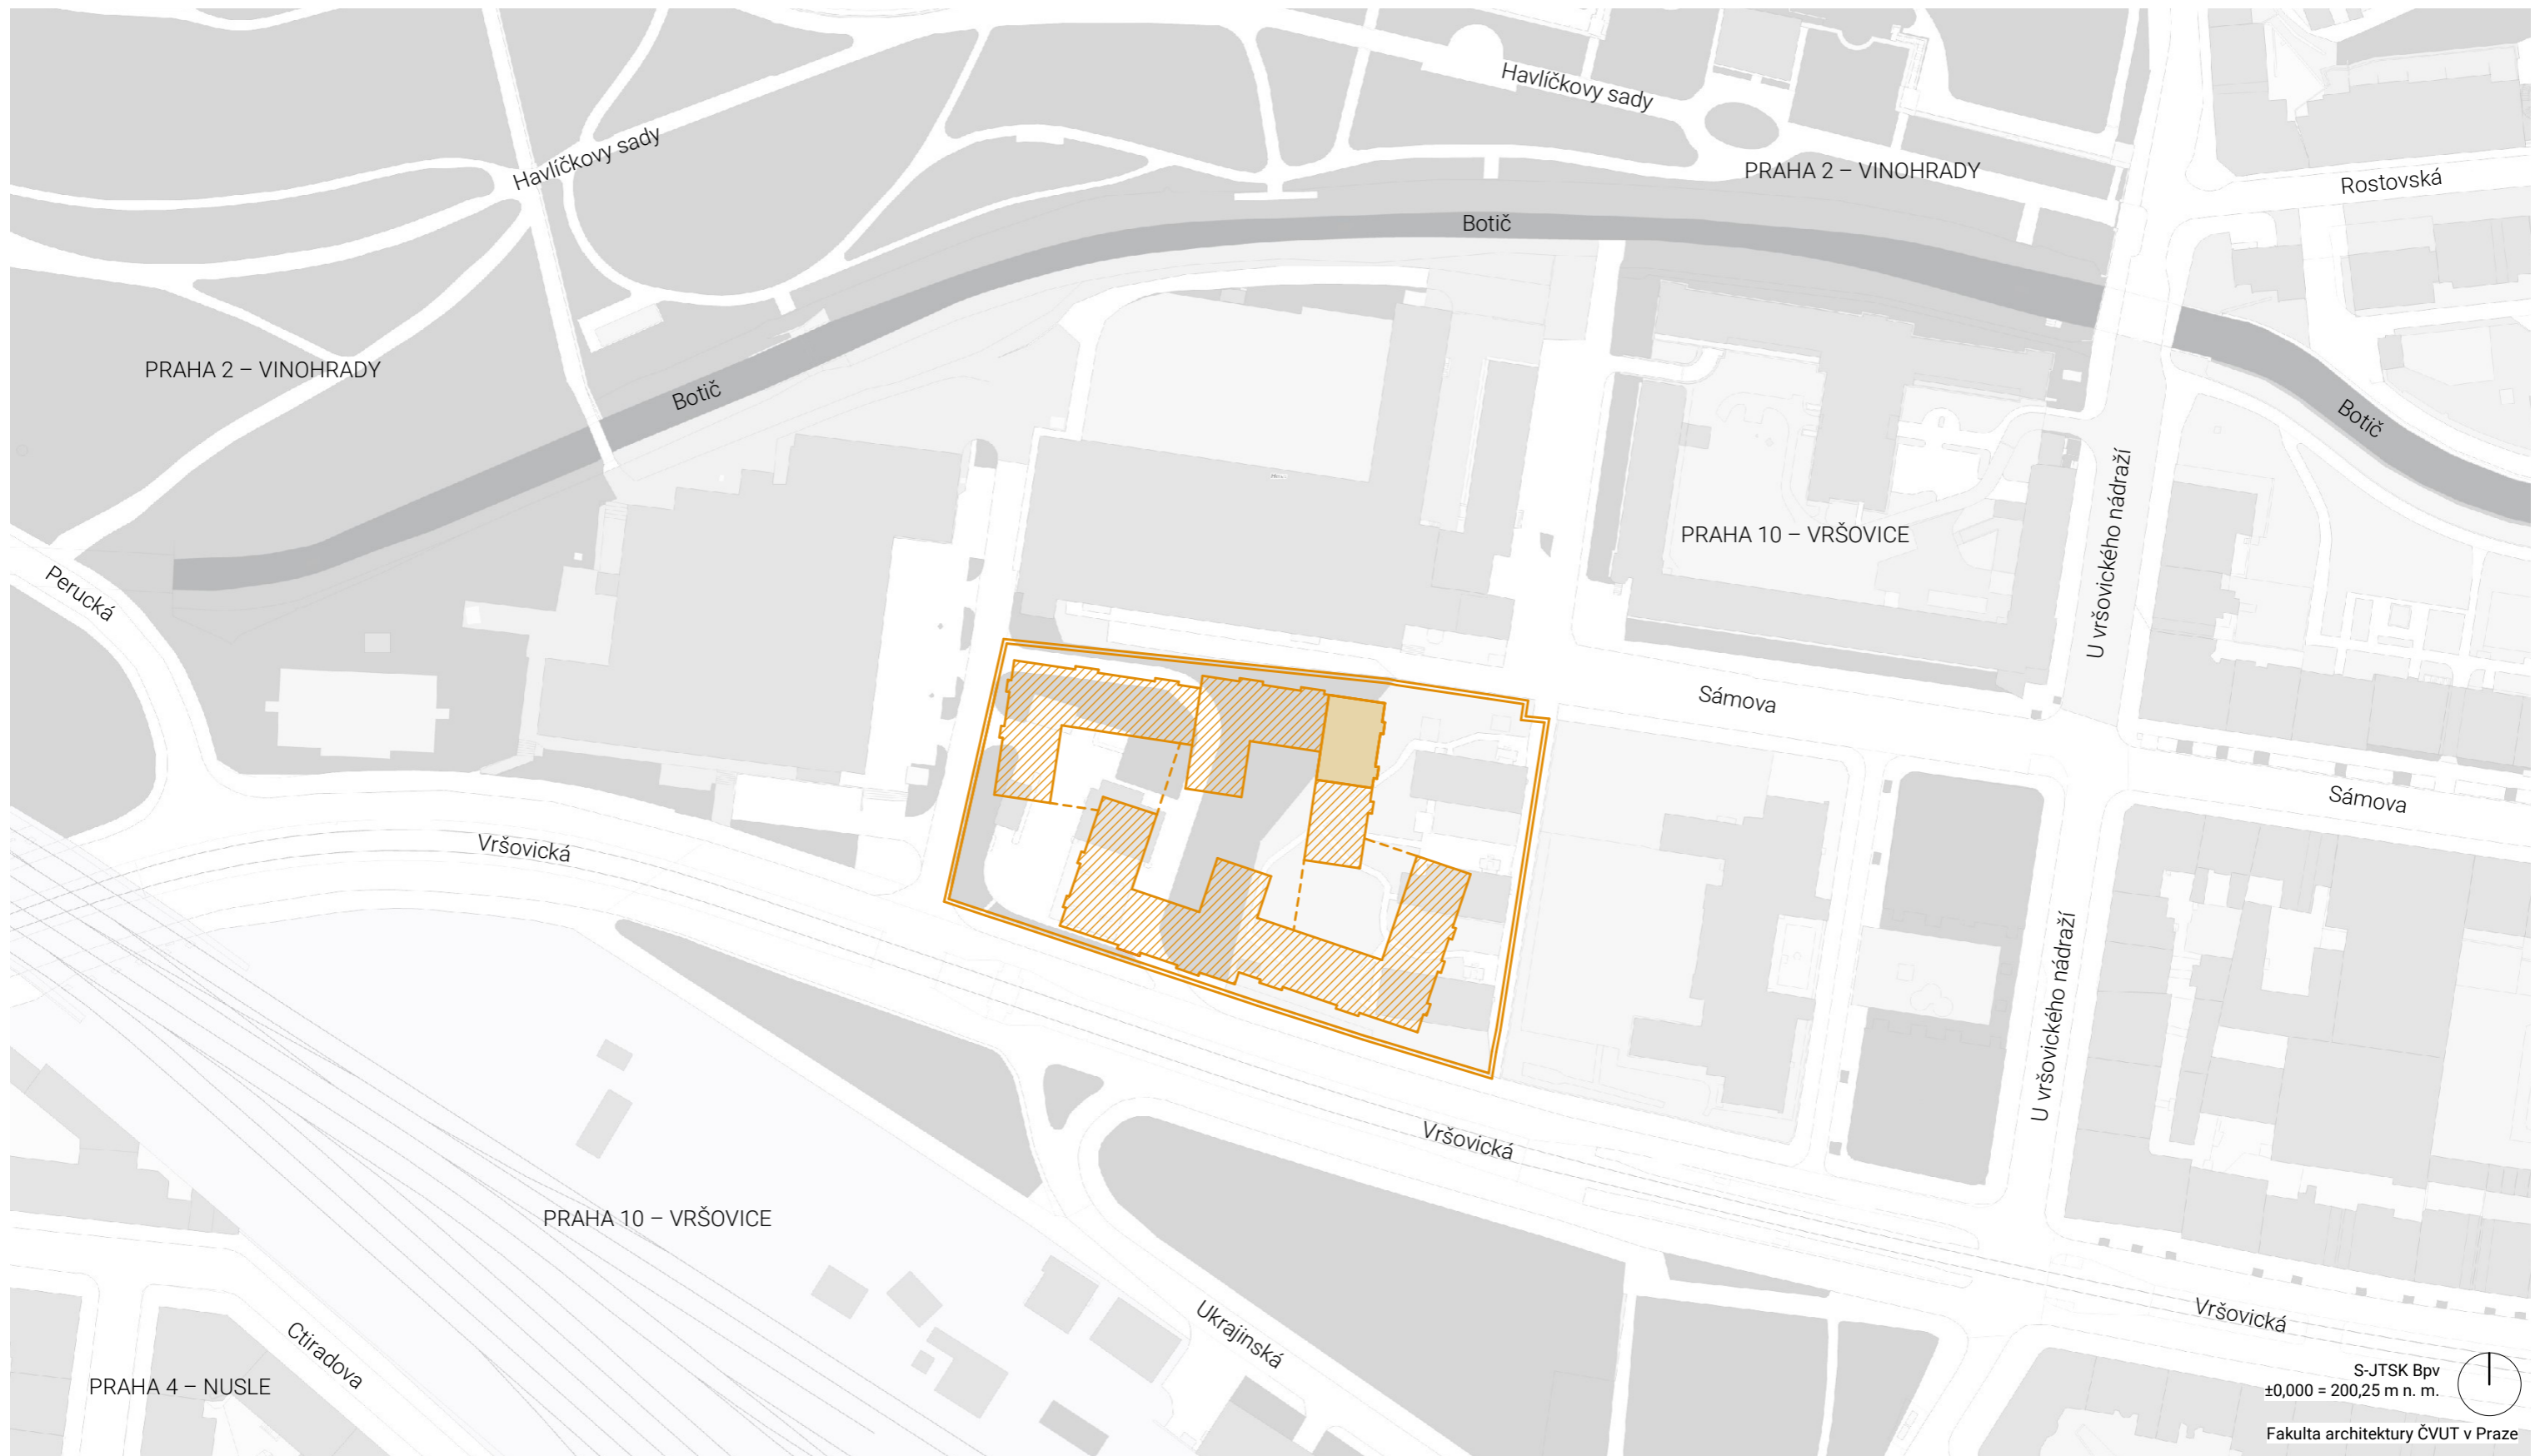 Havlíčkovy sady
Havlíčkovy sady
PRAHA 2 – VINOHRADY
Rostovská
Botič
PRAHA 2 – VINOHRADY
Botič
Botič
U vršovického nádraží
PRAHA 10 – VRŠOVICE
Perucká
Sámova
Sámova
Vršovická
U vršovického nádraží
Vršovická
PRAHA 10 – VRŠOVICE
Vršovická
Ukrajinská
Ctiradova
PRAHA 4 – NUSLE
S-JTSK Bpv
±0,000 = 200,25 m n. m.
Fakulta architektury ČVUT v Praze